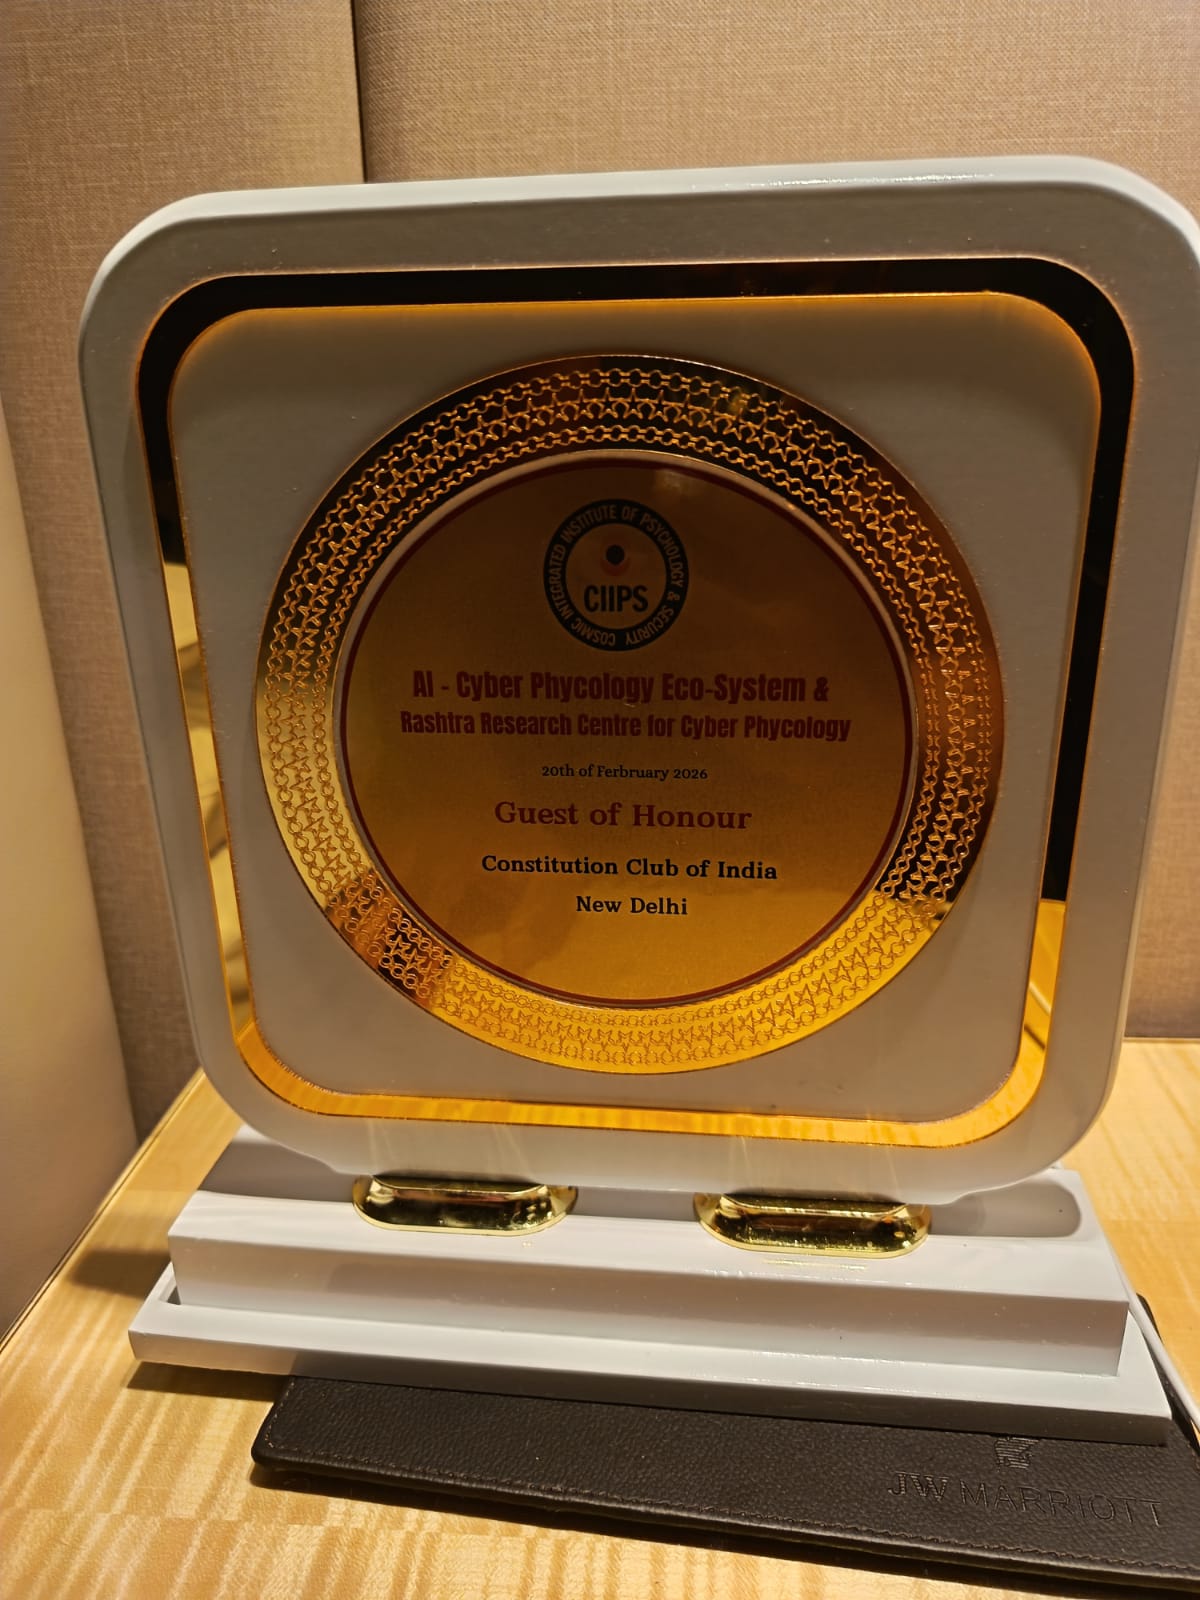 COSMIC INTEGRATED INSTITUTE OF PSYCHOLOGY & SECURITY
CIIPS
AI - Cyber Phycology Eco-System &
Rashtra Research Centre for Cyber Phycology
20th of Ferbruary 2026
Guest of Honour
Constitution Club of India
New Delhi
JW MARRIOTT